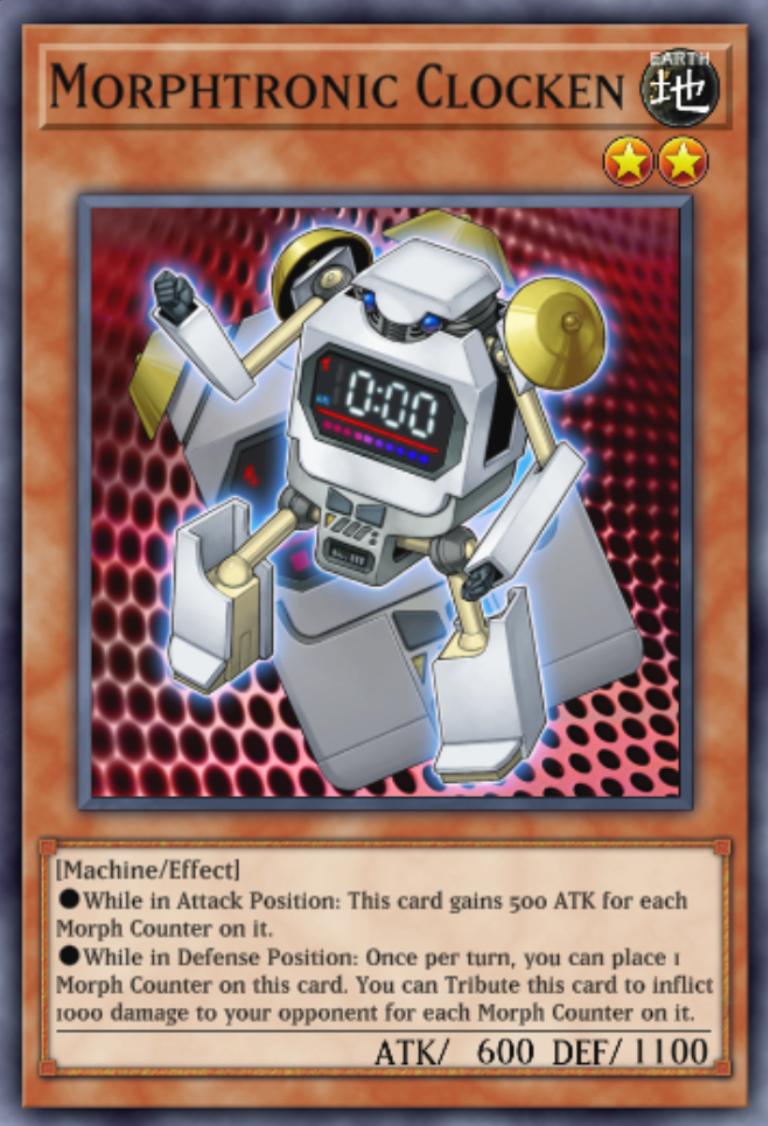 MORPHTRONIC CLOCKEN
EARTH
地
0:00
[Machine/Effect]
●While in Attack Position: This card gains 500 ATK for each
Morph Counter on it.
●While in Defense Position: Once per turn, you can place 1
Morph Counter on this card. You can Tribute this card to inflict
1000 damage to your opponent for each Morph Counter on it.
ATK/ 600 DEF/ 1100